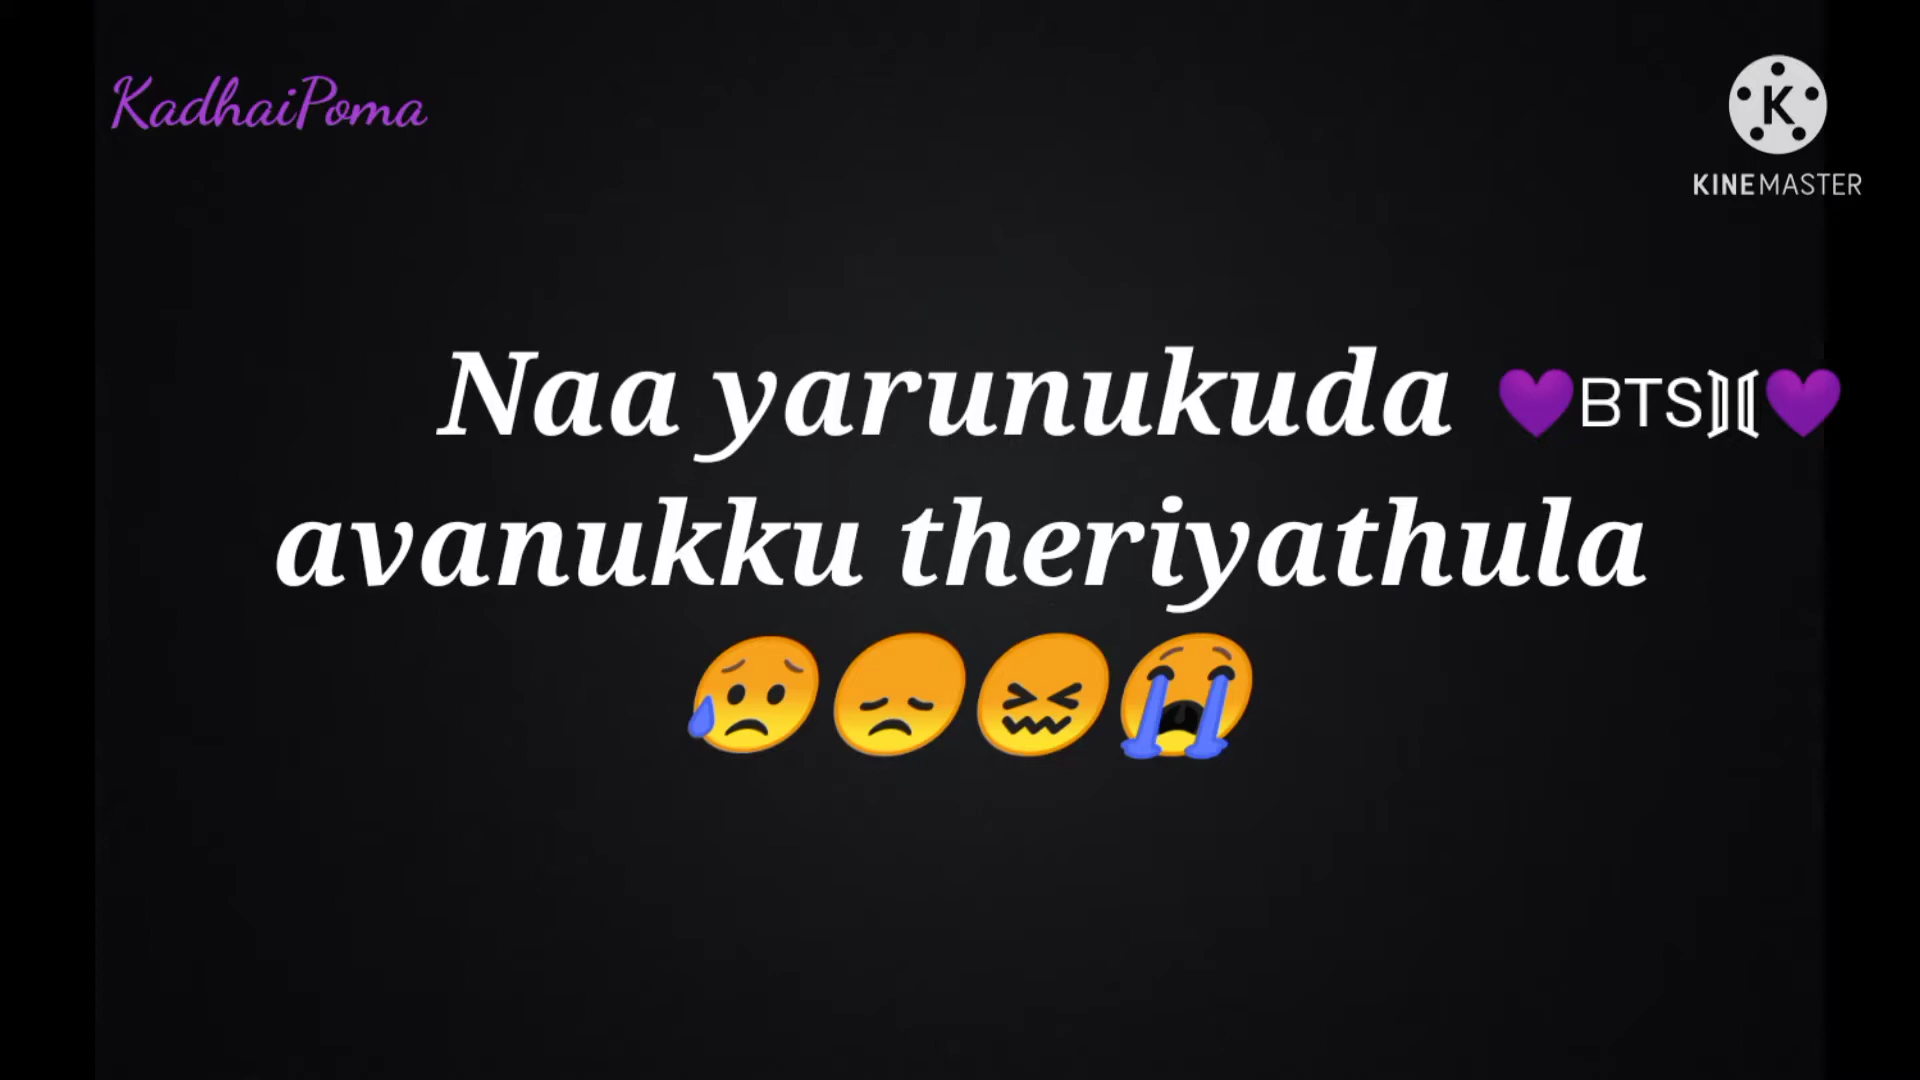 KadhaiPoma
K
KINEMASTER
Naa yarunukuda
💜BTS💜
avanukku theriyathula
😥😞😖😭